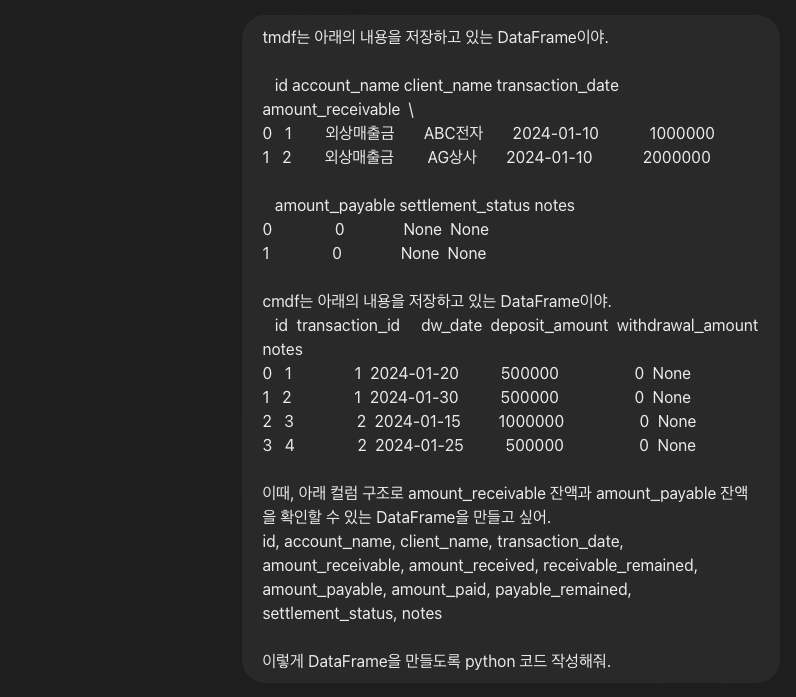 tmdf는 아래의 내용을 저장하고 있는 DataFrame이야.
id account_name client_name transaction_date
amount_receivable \
0 1 외상매출금 ABC전자 2024-01-10 1000000
1 2 외상매출금 AG상사 2024-01-10 2000000
amount_payable settlement_status notes
0 0 None None
1 0 None None
cmdf는 아래의 내용을 저장하고 있는 DataFrame이야.
id transaction_id dw_date deposit_amount withdrawal_amount
notes
0 1 1 2024-01-20 500000 0 None
1 2 1 2024-01-30 500000 0 None
2 3 2 2024-01-15 1000000 0 None
3 4 2 2024-01-25 500000 0 None
이때, 아래 컬럼 구조로 amount_receivable 잔액과 amount_payable 잔액
을 확인할 수 있는 DataFrame을 만들고 싶어.
id, account_name, client_name, transaction_date,
amount_receivable, amount_received, receivable_remained,
amount_payable, amount_paid, payable_remained,
settlement_status, notes
이렇게 DataFrame을 만들도록 python 코드 작성해줘.